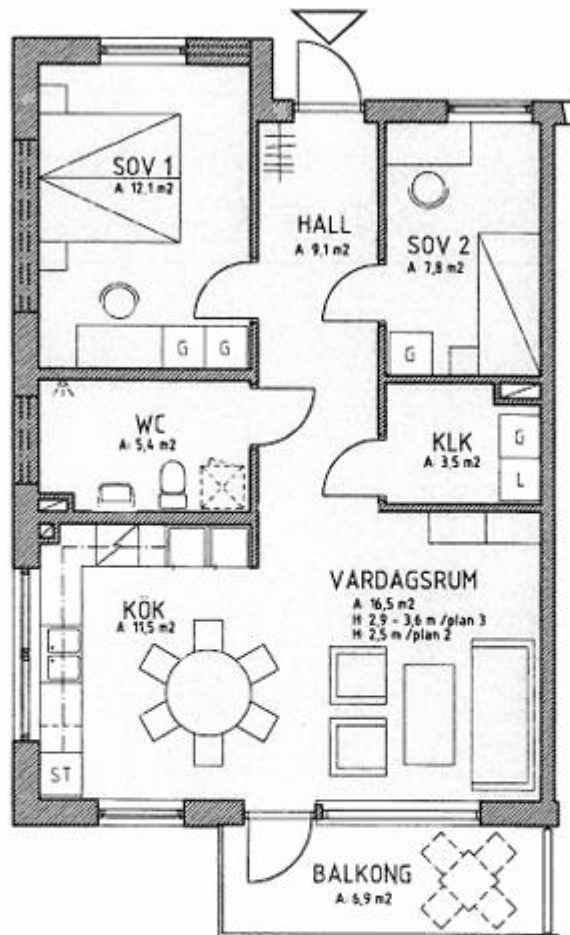 SOV 1
A: 12,1 m2
HALL
A 9,1 m2
SOV 2
A 7,8 m2
G G
G
WC
A: 5,4 m2
KLK
A: 3,5 m2
G
L
KÖK
A 11,5 m2
VARDAGSRUM
A 16,5 m2
H: 2,9 - 3,6 m /plan 3
H: 2,5 m /plan 2
ST
BALKONG
A: 6,9 m2